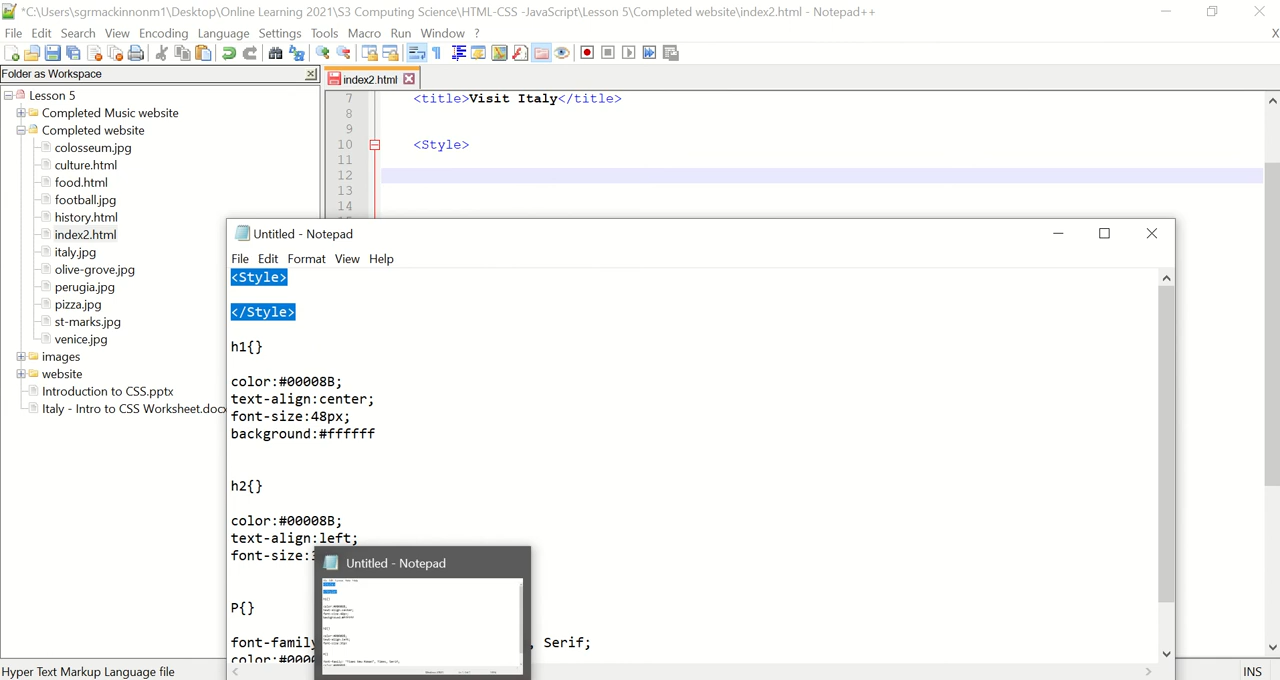 *C:\Users\sgrmackinnonm1\Desktop\Online Learning 2021\S3 Computing Science\HTML-CSS -JavaScript\Lesson 5\Completed website\index2.html - Notepad++
File Edit Search View Encoding Language Settings Tools Macro Run Window ? X
Folder as Workspace
index2.html
Lesson 5
Completed Music website
Completed website
colosseum.jpg
culture.html
food.html
football.jpg
history.html
index2.html
italy.jpg
olive-grove.jpg
perugia.jpg
pizza.jpg
st-marks.jpg
venice.jpg
images
website
Introduction to CSS.pptx
Italy - Intro to CSS Worksheet.docx
7 <title>Visit Italy</title>
8
9
10 <Style>
11
12
13
14
Untitled - Notepad
File Edit Format View Help
<Style>
</Style>
h1{}
color:#00008B;
text-align:center;
font-size:48px;
background:#ffffff
h2{}
color:#00008B;
text-align:left;
font-size:
P{}
font-family
, Serif;
color:#000
Untitled - Notepad
Hyper Text Markup Language file
INS